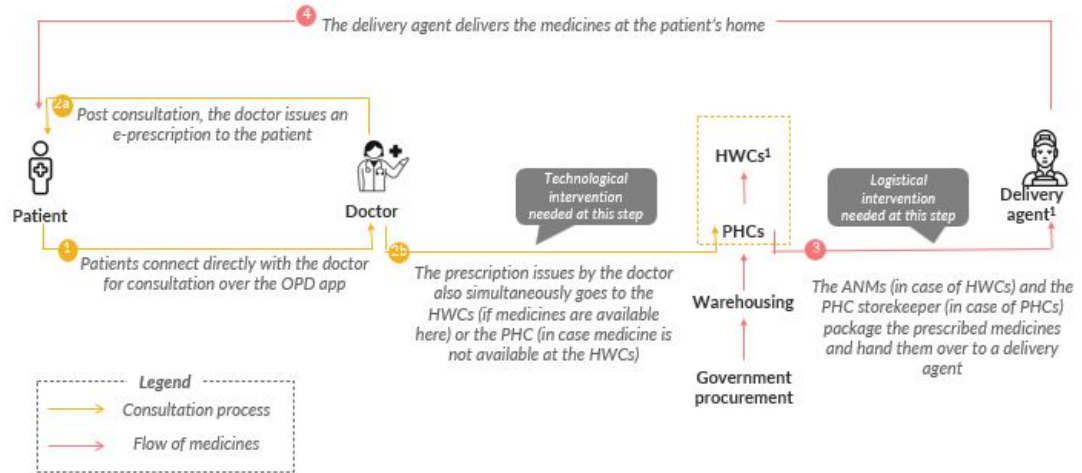 4
The delivery agent delivers the medicines at the patient's home
2a
Post consultation, the doctor issues an
e-prescription to the patient
Patient
Doctor
1
Patients connect directly with the doctor
for consultation over the OPD app
Technological
intervention
needed at this step
2b
The prescription issues by the doctor
also simultaneously goes to the
HWCs (if medicines are available
here) or the PHC (in case medicine is
not available at the HWCs)
HWCs¹
PHCs
Warehousing
Government
procurement
Logistical
intervention
needed at this step
3
Delivery
agent¹
The ANMs (in case of HWCs) and the
PHC storekeeper (in case of PHCs)
package the prescribed medicines
and hand them over to a delivery
agent
Legend
Consultation process
Flow of medicines